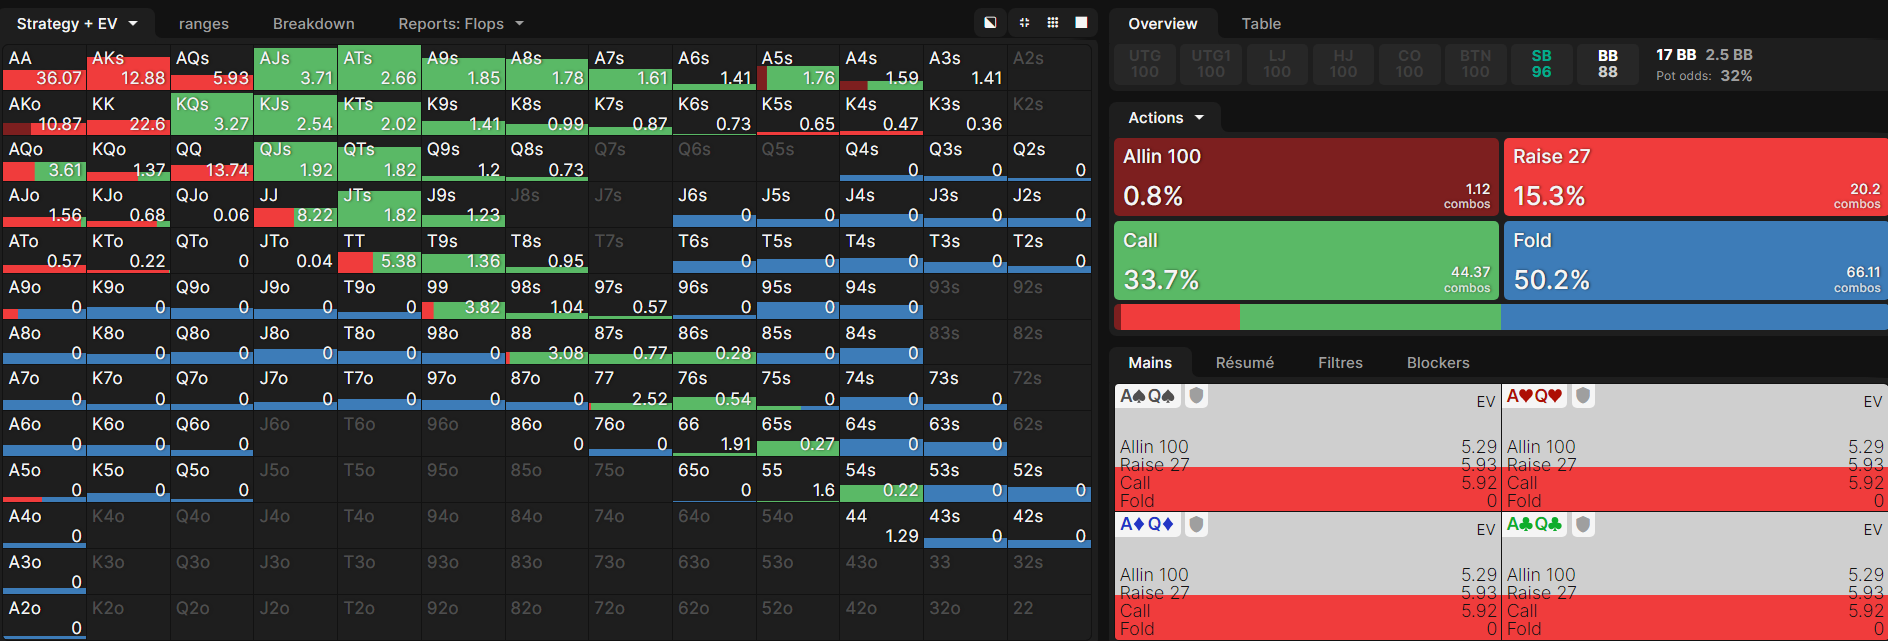 Strategy + EV ranges Breakdown Reports: Flops
AA AKs AQs AJs ATs A9s A8s A7s A6s A5s A4s A3s A2s
36.07 12.88 5.93 3.71 2.66 1.85 1.78 1.61 1.41 1.76 1.59 1.41
AKo KK KQs KJs KTs K9s K8s K7s K6s K5s K4s K3s K2s
10.87 22.6 3.27 2.54 2.02 1.41 0.99 0.87 0.73 0.65 0.47 0.36
AQo KQo QQ QJs QTs Q9s Q8s Q7s Q6s Q5s Q4s Q3s Q2s
3.61 1.37 13.74 1.92 1.82 1.2 0.73 0 0 0
AJo KJo QJo JJ JTs J9s J8s J7s J6s J5s J4s J3s J2s
1.56 0.68 0.06 8.22 1.82 1.23 0 0 0 0 0
ATo KTo QTo JTo TT T9s T8s T7s T6s T5s T4s T3s T2s
0.57 0.22 0 0.04 5.38 1.36 0.95 0 0 0 0 0
A9o K9o Q9o J9o T9o 99 98s 97s 96s 95s 94s 93s 92s
0 0 0 0 0 3.82 1.04 0.57 0 0 0
A8o K8o Q8o J8o T8o 98o 88 87s 86s 85s 84s 83s 82s
0 0 0 0 0 0 3.08 0.77 0.28 0 0
A7o K7o Q7o J7o T7o 97o 87o 77 76s 75s 74s 73s 72s
0 0 0 0 0 0 0 2.52 0.54 0 0 0
A6o K6o Q6o J6o T6o 96o 86o 76o 66 65s 64s 63s 62s
0 0 0 0 0 1.91 0.27 0 0
A5o K5o Q5o J5o T5o 95o 85o 75o 65o 55 54s 53s 52s
0 0 0 0 1.6 0.22 0 0
A4o K4o Q4o J4o T4o 94o 84o 74o 64o 54o 44 43s 42s
0 1.29 0 0
A3o K3o Q3o J3o T3o 93o 83o 73o 63o 53o 43o 33 32s
0
A2o K2o Q2o J2o T2o 92o 82o 72o 62o 52o 42o 32o 22
0
Overview Table
UTG UTG1 LJ HJ CO BTN SB BB 17 BB 2.5 BB
100 100 100 100 100 100 96 88 Pot odds: 32%
Actions
Allin 100 Raise 27
0.8% 1.12 combos 15.3% 20.2 combos
Call Fold
33.7% 44.37 combos 50.2% 66.11 combos
Mains Résumé Filtres Blockers
A♠Q♠ EV A♥Q♥ EV
Allin 100 5.29 Allin 100 5.29
Raise 27 5.93 Raise 27 5.93
Call 5.92 Call 5.92
Fold 0 Fold 0
A♦Q♦ EV A♣Q♣ EV
Allin 100 5.29 Allin 100 5.29
Raise 27 5.93 Raise 27 5.93
Call 5.92 Call 5.92
Fold 0 Fold 0